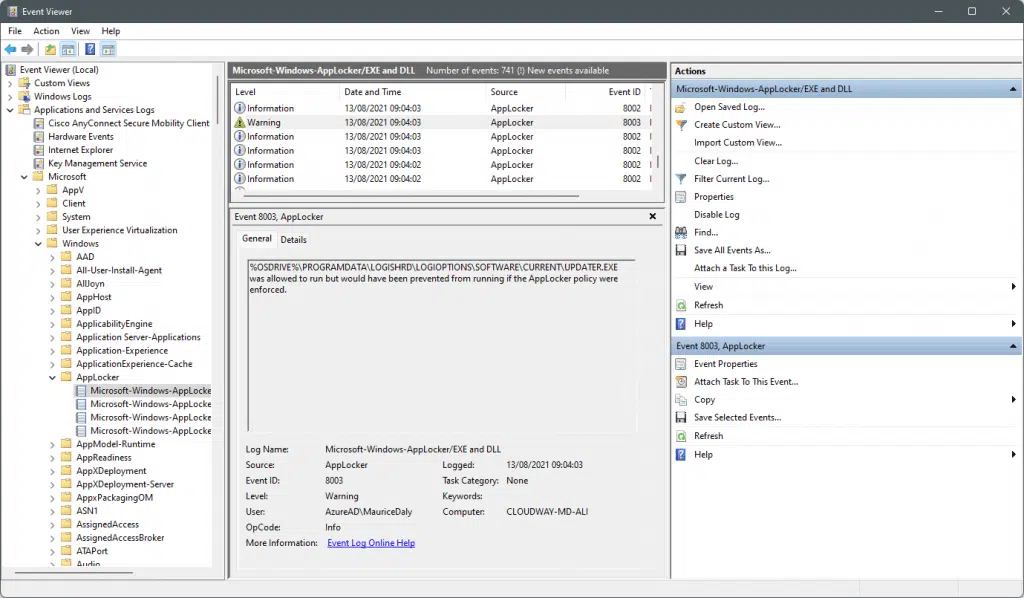 Event Viewer
File Action View Help
Event Viewer (Local)
Custom Views
Windows Logs
Applications and Services Logs
Cisco AnyConnect Secure Mobility Client
Hardware Events
Internet Explorer
Key Management Service
Microsoft
AppV
Client
System
User Experience Virtualization
Windows
AAD
All-User-Install-Agent
AllJoyn
AppHost
AppID
ApplicabilityEngine
Application Server-Applications
Application-Experience
ApplicationExperience-Cache
AppLocker
Microsoft-Windows-AppLocke
Microsoft-Windows-AppLocke
Microsoft-Windows-AppLocke
Microsoft-Windows-AppLocke
AppModel-Runtime
AppReadiness
AppXDeployment
AppXDeployment-Server
AppxPackagingOM
ASN1
AssignedAccess
AssignedAccessBroker
ATAPort
Audio
Microsoft-Windows-AppLocker/EXE and DLL Number of events: 741 (!) New events available
Level Date and Time Source Event ID
Information 13/08/2021 09:04:03 AppLocker 8002
Warning 13/08/2021 09:04:03 AppLocker 8003
Information 13/08/2021 09:04:03 AppLocker 8002
Information 13/08/2021 09:04:03 AppLocker 8002
Information 13/08/2021 09:04:02 AppLocker 8002
Information 13/08/2021 09:04:02 AppLocker 8002
Event 8003, AppLocker
General Details
%OSDRIVE%\PROGRAMDATA\LOGISHRD\LOGIOPTIONS\SOFTWARE\CURRENT\UPDATER.EXE
was allowed to run but would have been prevented from running if the AppLocker policy were
enforced.
Log Name: Microsoft-Windows-AppLocker/EXE and DLL
Source: AppLocker Logged: 13/08/2021 09:04:03
Event ID: 8003 Task Category: None
Level: Warning Keywords:
User: AzureAD\MauriceDaly Computer: CLOUDWAY-MD-ALI
OpCode: Info
More Information: Event Log Online Help
Actions
Microsoft-Windows-AppLocker/EXE and DLL
Open Saved Log...
Create Custom View...
Import Custom View...
Clear Log...
Filter Current Log...
Properties
Disable Log
Find...
Save All Events As...
Attach a Task To this Log...
View
Refresh
Help
Event 8003, AppLocker
Event Properties
Attach Task To This Event...
Copy
Save Selected Events...
Refresh
Help